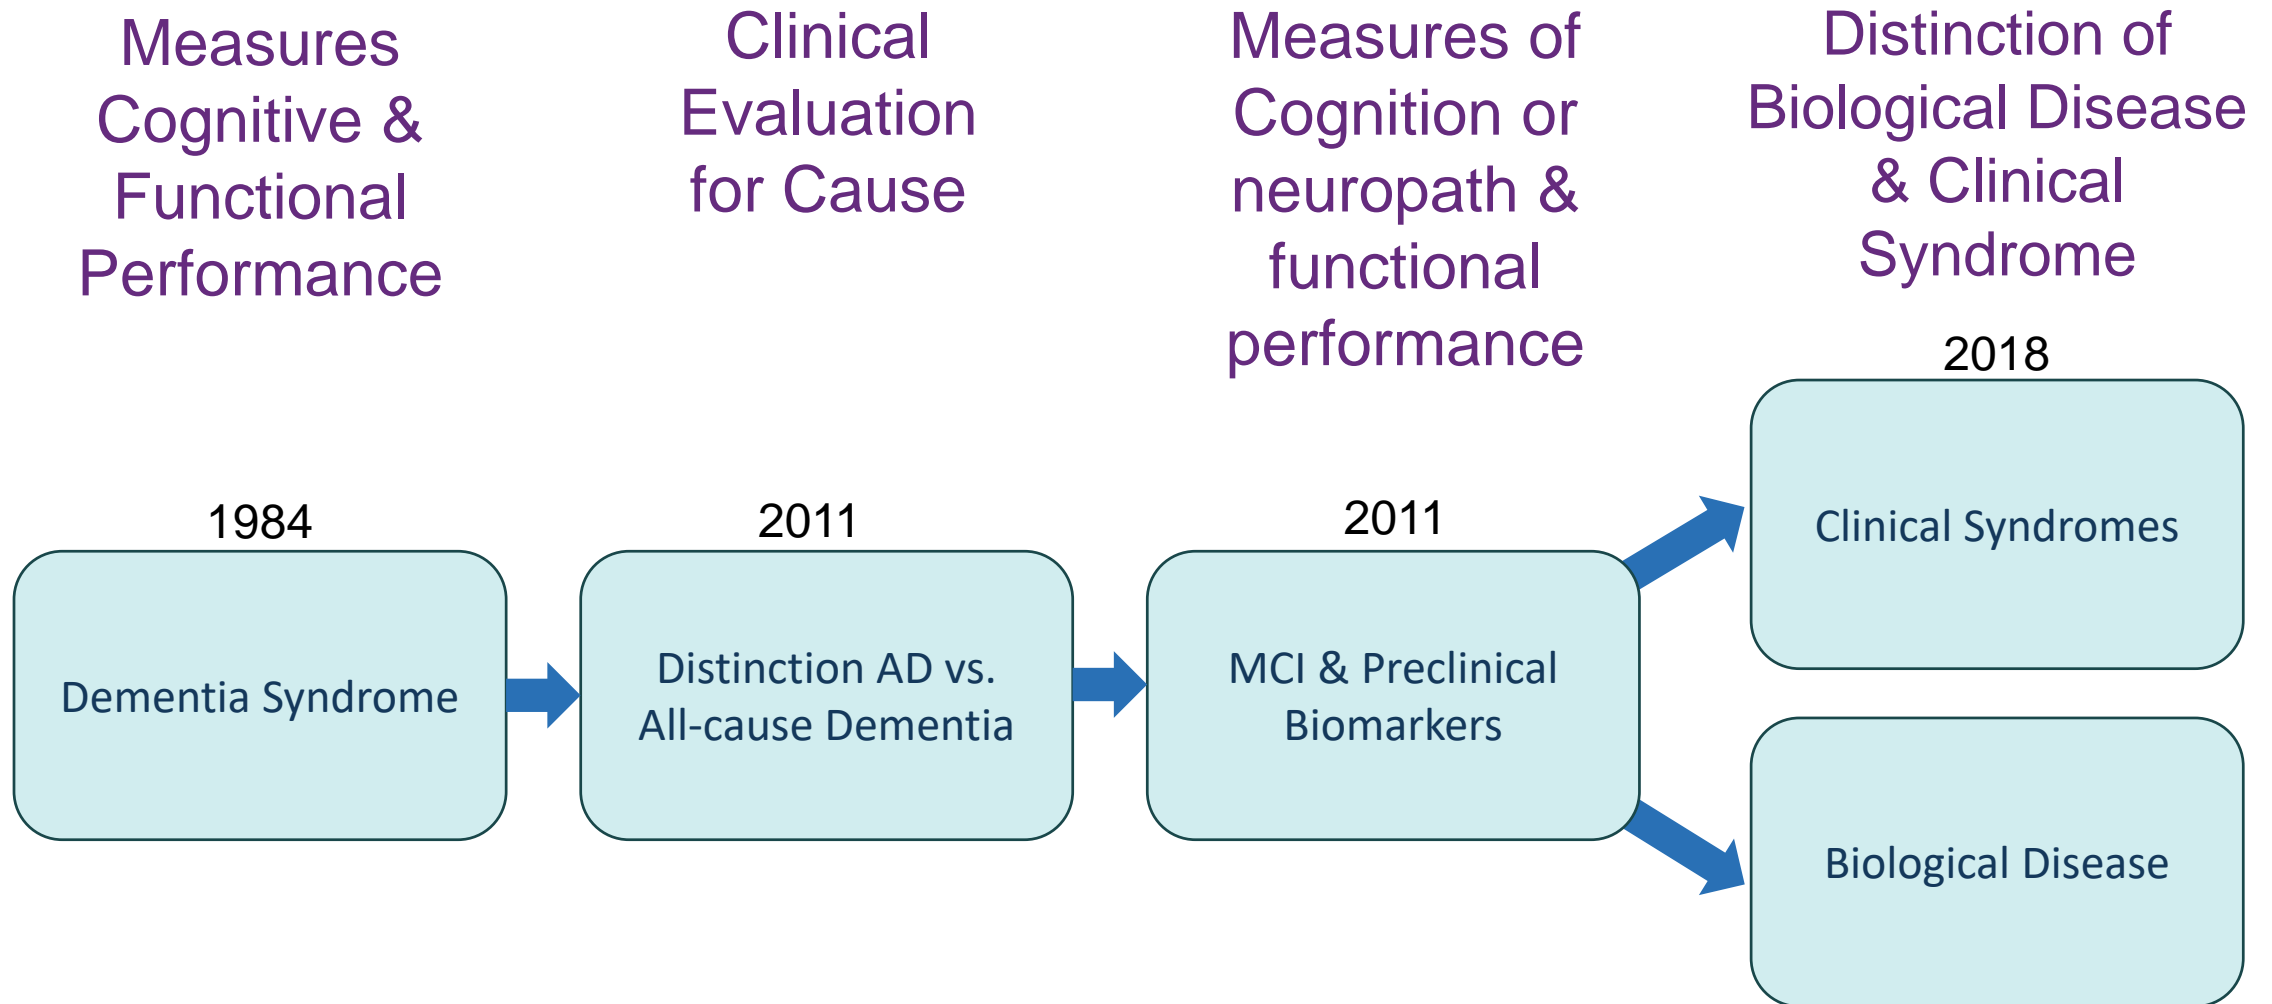 Measures
Cognitive &
Functional
Performance
Clinical
Evaluation
for Cause
Measures of
Cognition or
neuropath &
functional
performance
Distinction of
Biological Disease
& Clinical
Syndrome
1984
Dementia Syndrome
2011
Distinction AD vs.
All-cause Dementia
2011
MCI & Preclinical
Biomarkers
2018
Clinical Syndromes
Biological Disease